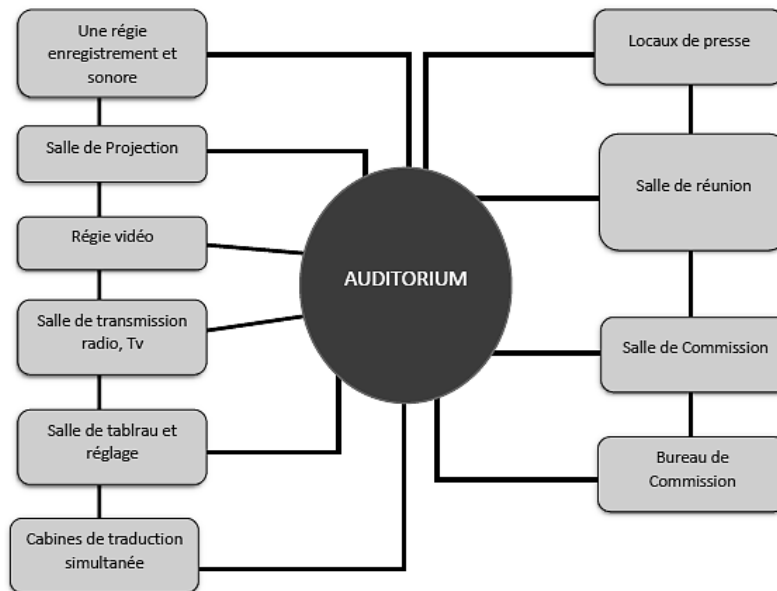 Une régie
enregistrement et
sonore
Salle de Projection
Régie vidéo
Salle de transmission
radio, Tv
Salle de tablrau et
réglage
Cabines de traduction
simultanée
AUDITORIUM
Locaux de presse
Salle de réunion
Salle de Commission
Bureau de
Commission